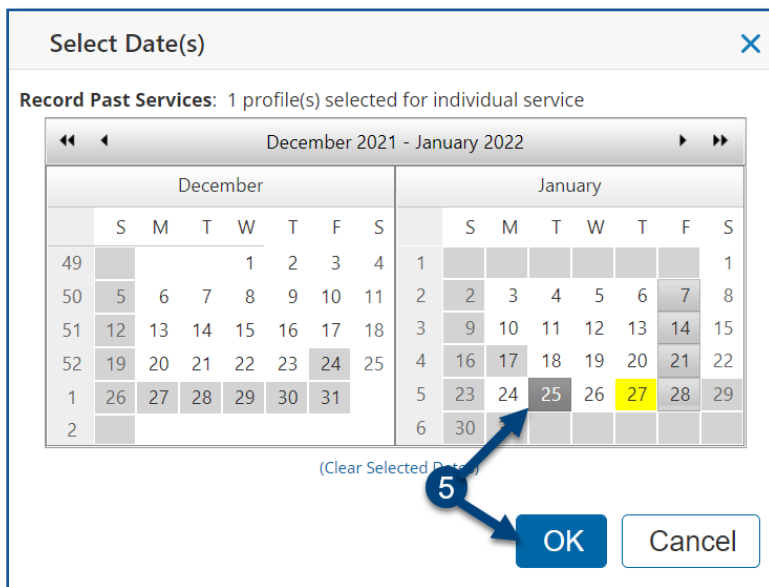 Select Date(s)
Record Past Services: 1 profile(s) selected for individual service
December 2021 - January 2022
December January
S M T W T F S S M T W T F S
49 1 2 3 4 1 1
50 5 6 7 8 9 10 11 2 2 3 4 5 6 7 8
51 12 13 14 15 16 17 18 3 9 10 11 12 13 14 15
52 19 20 21 22 23 24 25 4 16 17 18 19 20 21 22
1 26 27 28 29 30 31 5 23 24 25 26 27 28 29
2 6 30
(Clear Selected
5
OK Cancel